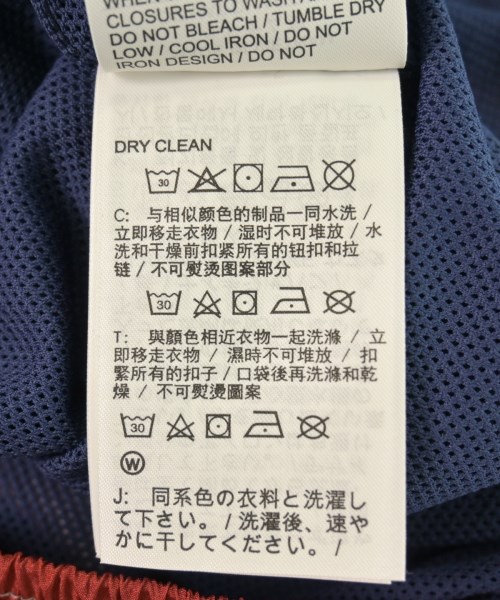 CLOSURES TO WASH
DO NOT BLEACH / TUMBLE DRY
LOW / COOL IRON / DO NOT
IRON DESIGN / DO NOT
DRY CLEAN
30
C: 与相似颜色的制品一同水洗 /
立即移走衣物 / 湿时不可堆放 / 水
洗和干燥前扣紧所有的钮扣和拉
链 / 不可熨烫图案部分
30
T: 與顏色相近衣物一起洗滌 / 立
即移走衣物 / 濕時不可堆放 / 扣
緊所有的扣子 / 口袋後再洗滌和乾
燥 / 不可熨燙圖案
30
W
J: 同系色の衣料と洗濯し
て下さい。/ 洗濯後、速や
かに干してください。/